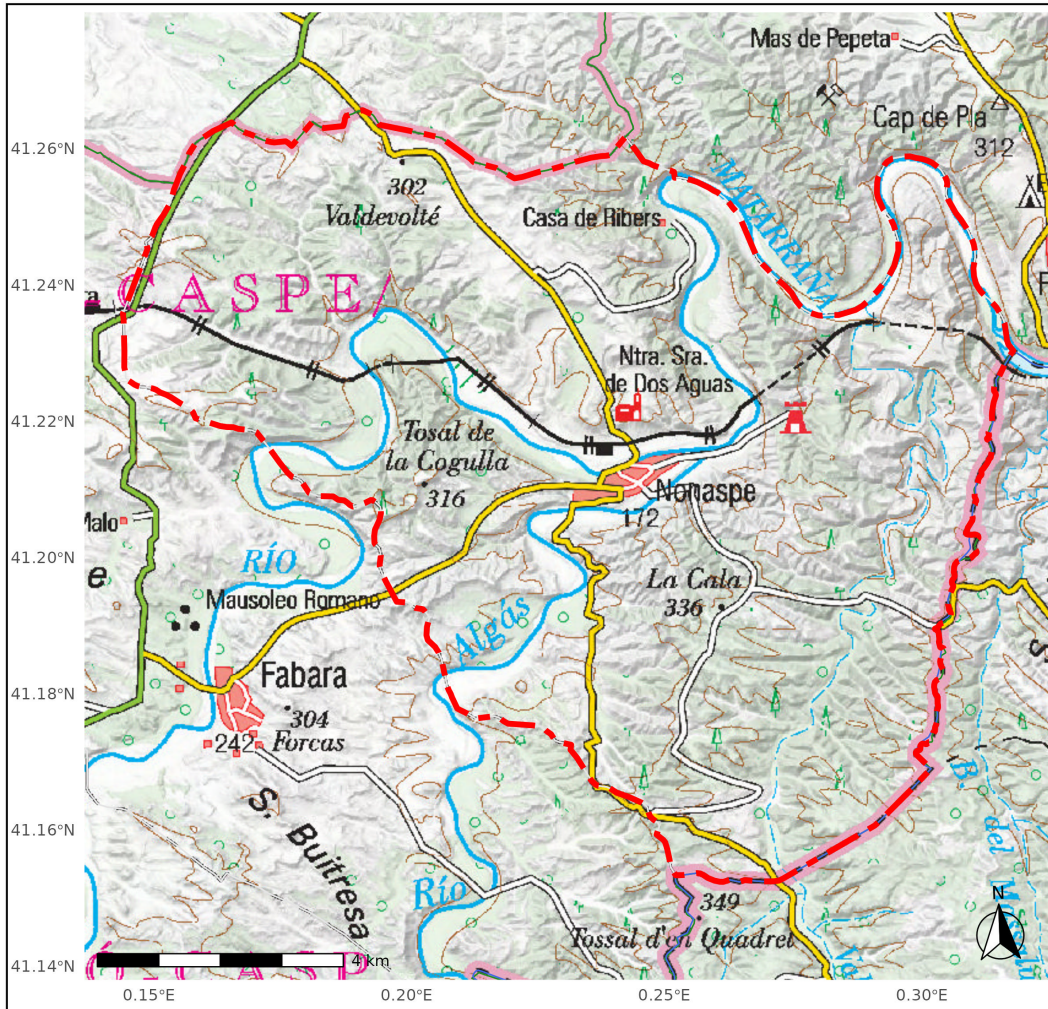 Mas de Pepeta
Cap de Pla
312
41.26°N
302
Valdevolté
MATARRAÑA
Casa de Ribers
41.24°N
CASPE
Ntra. Sra.
de Dos Aguas
41.22°N
Tosal de
la Cogulla
316
Nonaspe
172
Malo
41.20°N
RÍO
e
Mausoleo Romano
La Cala
336
Algás
Fabara
41.18°N
304
Forcas
242
S.
B.
41.16°N
S. Buitresa
del
Río
349
Tossal d'en Quadret
N
41.14°N
4 km
0.15°E
0.20°E
0.25°E
0.30°E